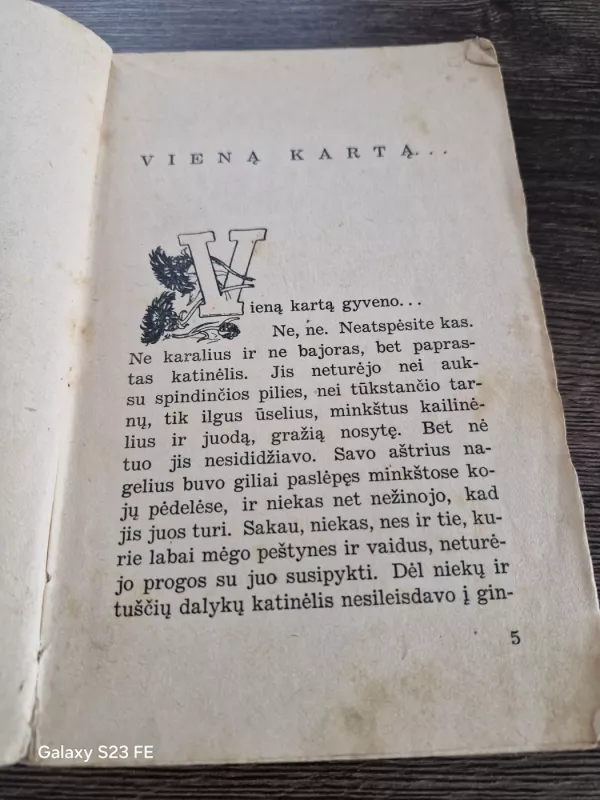 VIENĄ KARTĄ...
Vieną kartą gyveno...
Ne, ne. Neatspėsite kas.
Ne karalius ir ne bajoras, bet papras-
tas katinėlis. Jis neturėjo nei auk-
su spindinčios pilies, nei tūkstančio tar-
nų, tik ilgus ūselius, minkštus kailinė-
lius ir juodą, gražią nosytę. Bet nė
tuo jis nesididžiavo. Savo aštrius na-
gelius buvo giliai paslėpęs minkštose ko-
jų pėdelėse, ir niekas net nežinojo, kad
jis juos turi. Sakau, niekas, nes ir tie, ku-
rie labai mėgo peštynes ir vaidus, neturė-
jo progos su juo susipykti. Dėl niekų ir
tuščių dalykų katinėlis nesileisdavo į gin-
5
Galaxy S23 FE